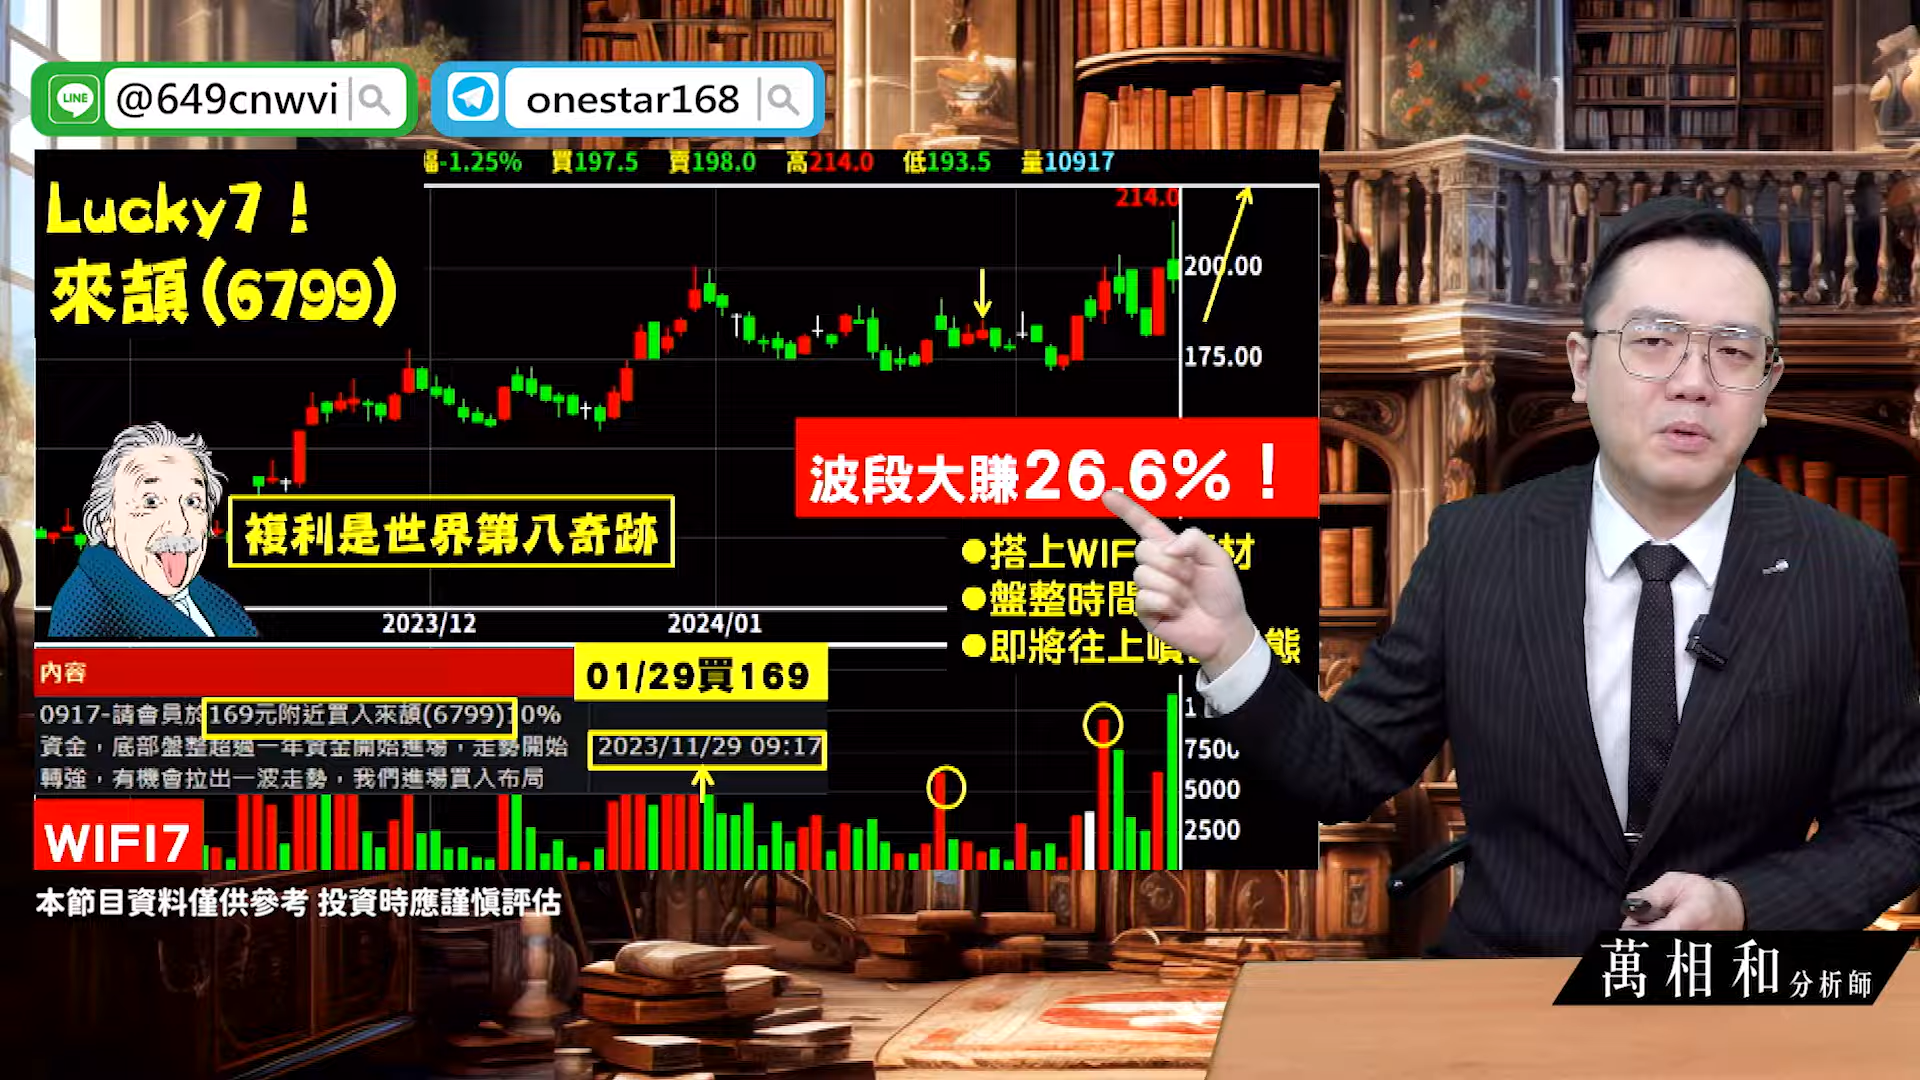 LINE @649cnwvi
onestar168
幅-1.25% 買197.5 賣198.0 高214.0 低193.5 量10917
Lucky7！
來頡(6799)
214.0
200.00
175.00
波段大賺26.6%！
複利是世界第八奇跡
●搭上WIF 材
●盤整時間
●即將往上噴 態
2023/12
2024/01
內容
01/29買169
0917-請會員於169元附近買入來頡(6799)10%
資金，底部盤整超過一年資金開始進場，走勢開始
轉強，有機會拉出一波走勢，我們進場買入布局
2023/11/29 09:17
7500
5000
2500
WIFI7
本節目資料僅供參考 投資時應謹慎評估
萬相和 分析師